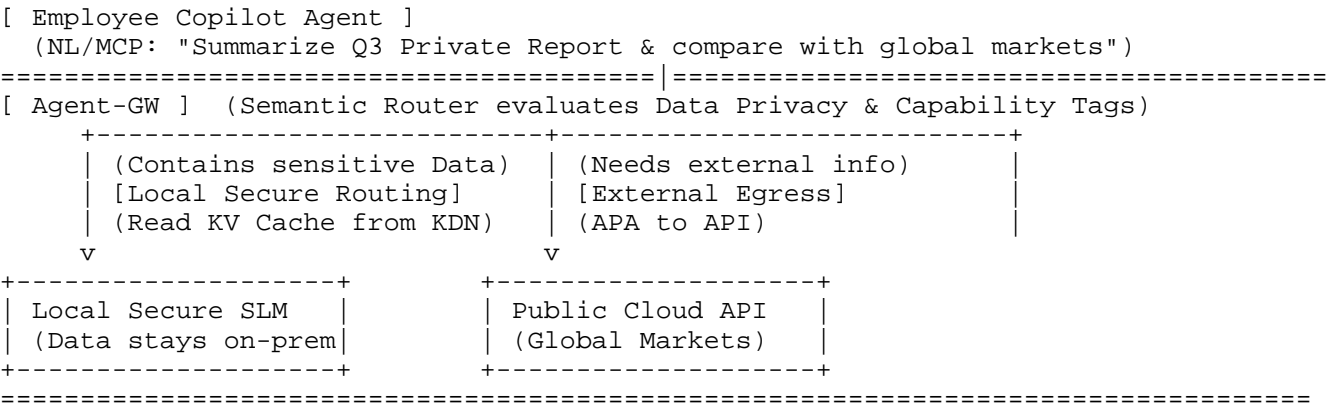 [ Employee Copilot Agent ]
(NL/MCP: "Summarize Q3 Private Report & compare with global markets")
=========================================|=========================================
[ Agent-GW ]  (Semantic Router evaluates Data Privacy & Capability Tags)
+----------------------------+----------------------------+
| (Contains sensitive Data)  | (Needs external info)      |
| [Local Secure Routing]     | [External Egress]          |
| (Read KV Cache from KDN)   | (APA to API)               |
v                            v
+--------------------+        +--------------------+
| Local Secure SLM   |        | Public Cloud API   |
| (Data stays on-prem|        | (Global Markets)   |
+--------------------+        +--------------------+
==================================================================================